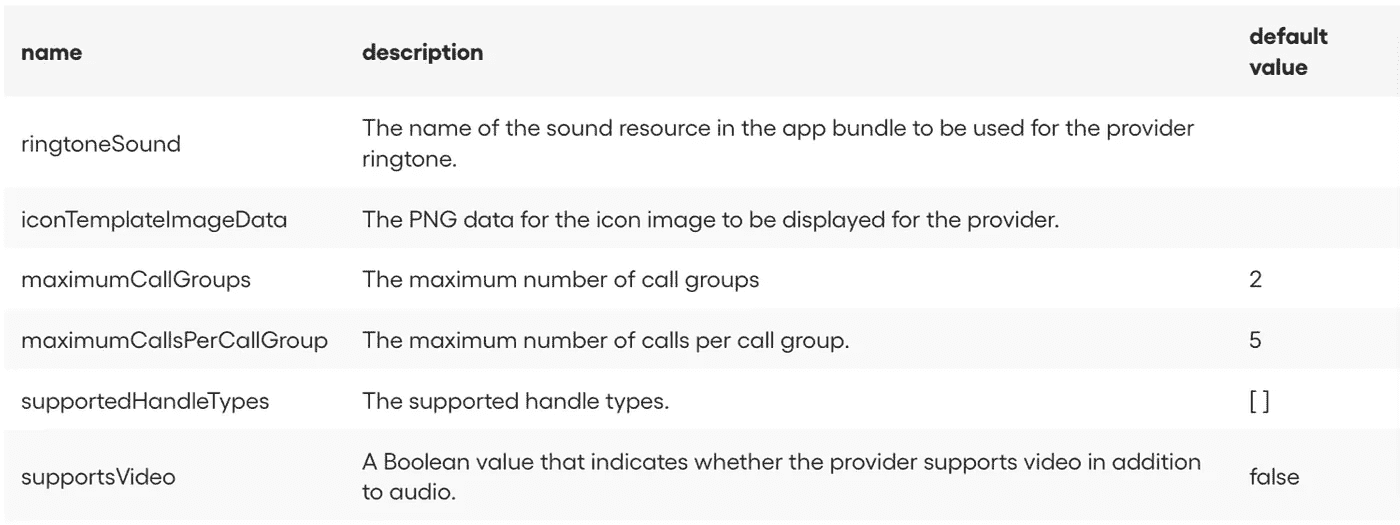 name description default value
ringtoneSound The name of the sound resource in the app bundle to be used for the provider
ringtone.
iconTemplateImageData The PNG data for the icon image to be displayed for the provider.
maximumCallGroups The maximum number of call groups 2
maximumCallsPerCallGroup The maximum number of calls per call group. 5
supportedHandleTypes The supported handle types. [ ]
supportsVideo A Boolean value that indicates whether the provider supports video in addition
to audio. false